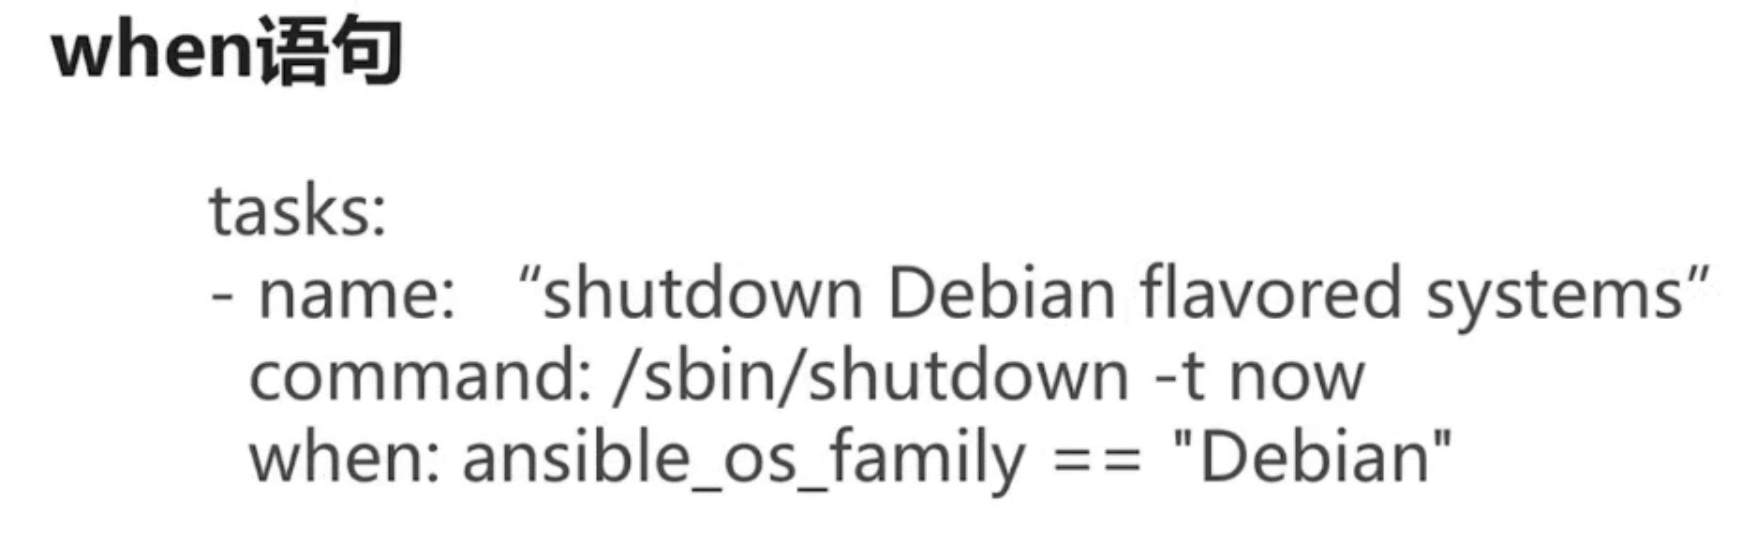 when语句
tasks:
- name: “shutdown Debian flavored systems”
command: /sbin/shutdown -t now
when: ansible_os_family == "Debian"